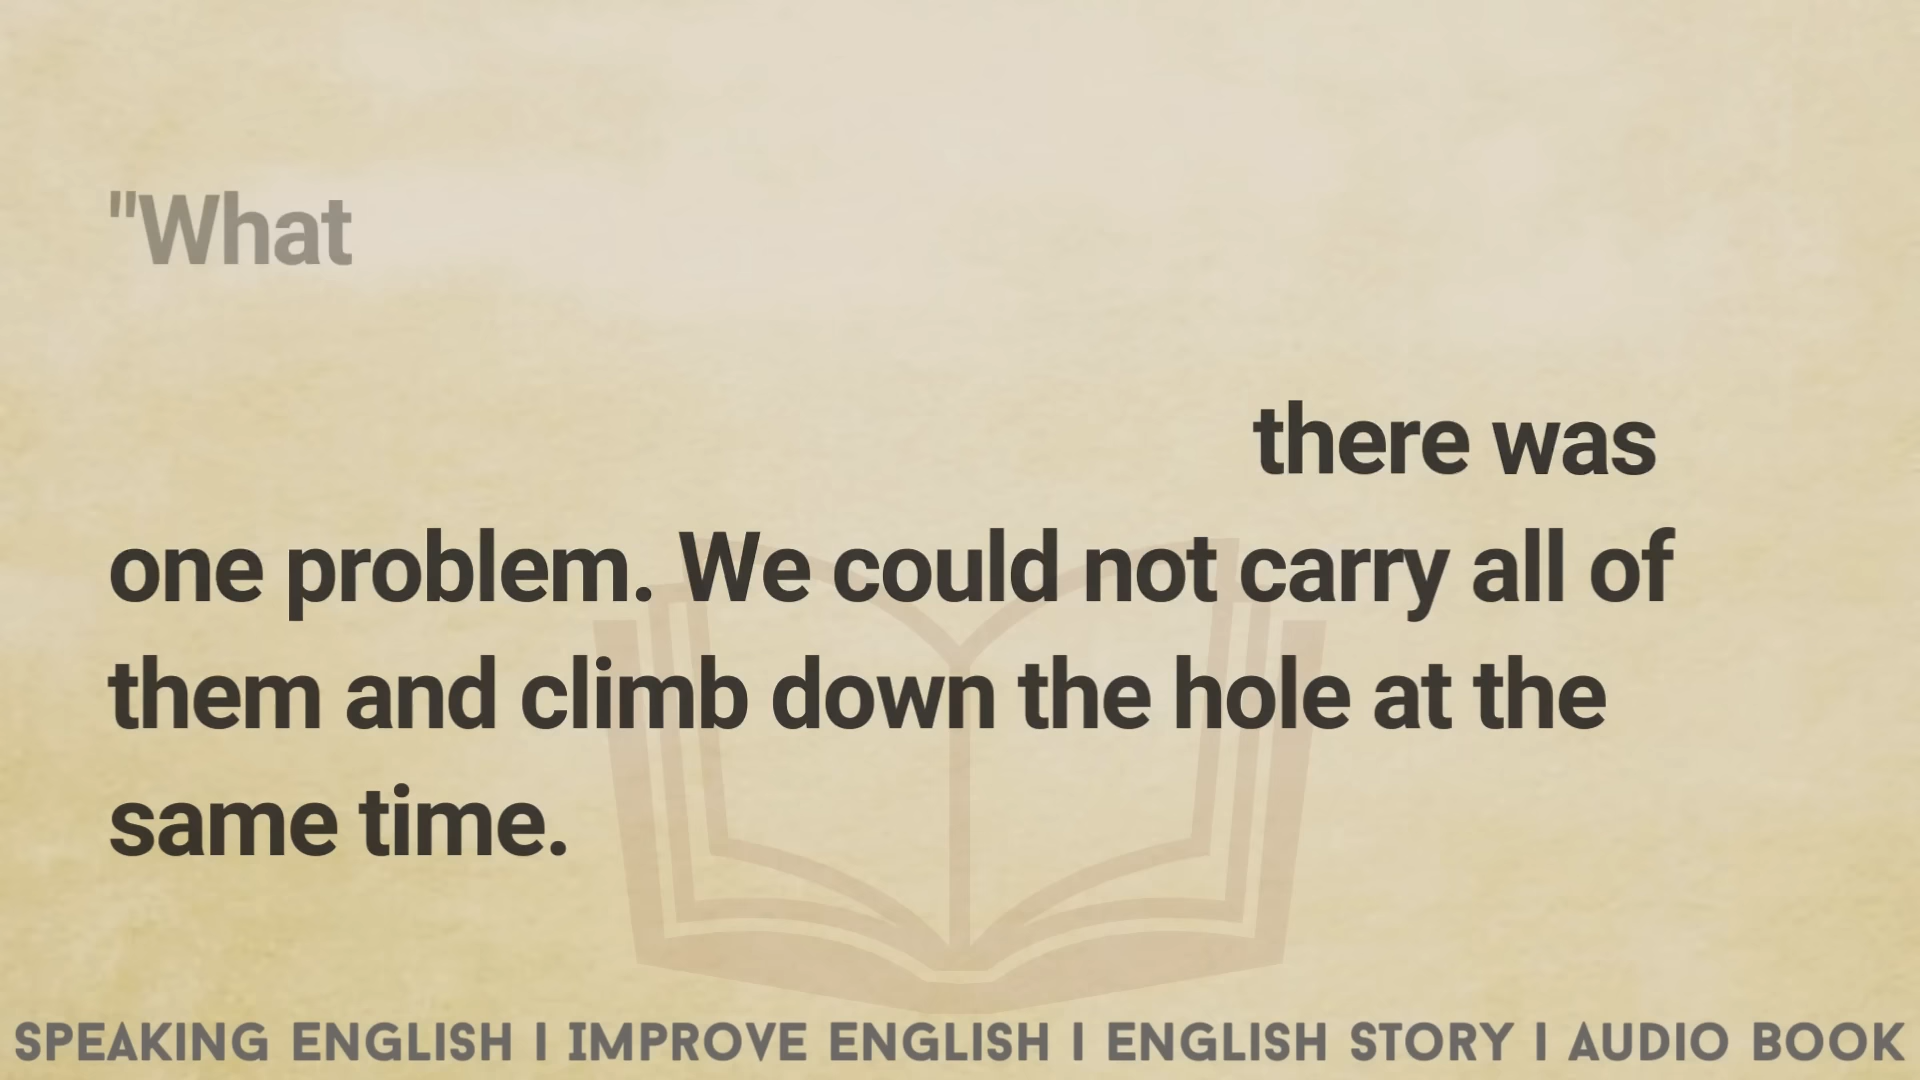 "What
there was
one problem. We could not carry all of
them and climb down the hole at the
same time.
SPEAKING ENGLISH I IMPROVE ENGLISH I ENGLISH STORY I AUDIO BOOK